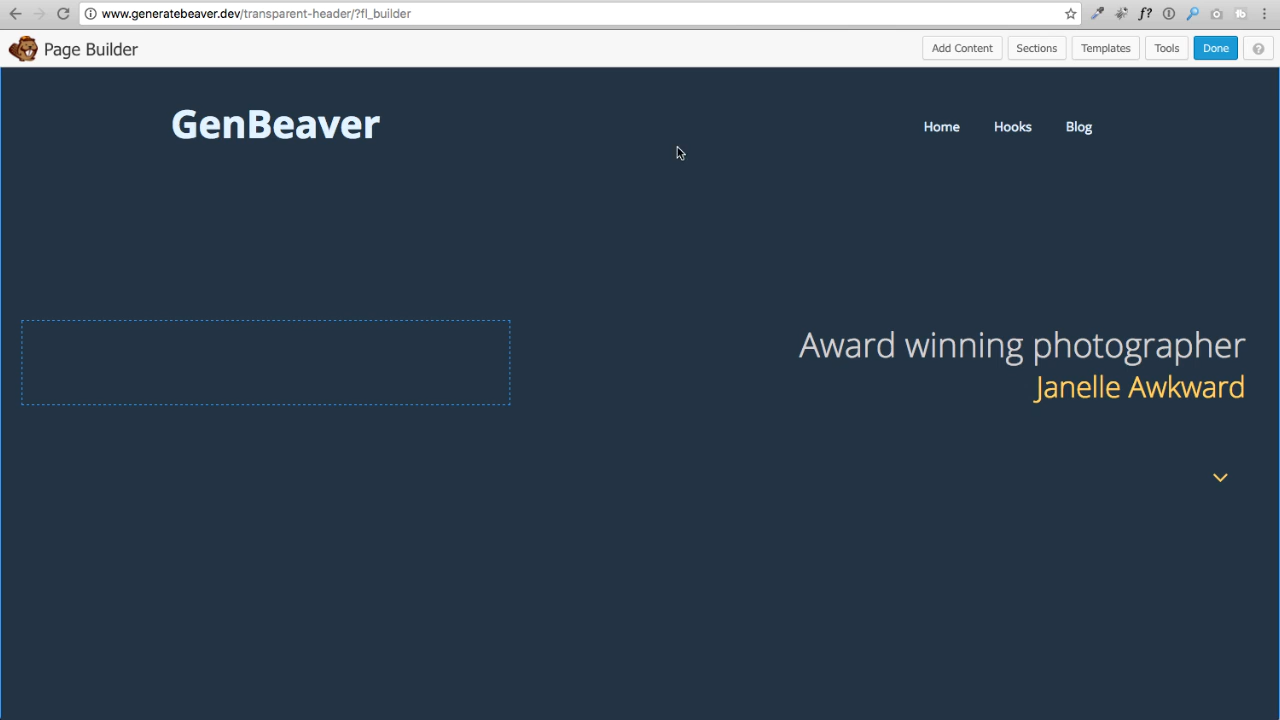 www.generatebeaver.dev/transparent-header/?fl_builder
f?
Page Builder
Add Content
Sections
Templates
Tools
Done
?
GenBeaver
Home
Hooks
Blog
Award winning photographer
Janelle Awkward